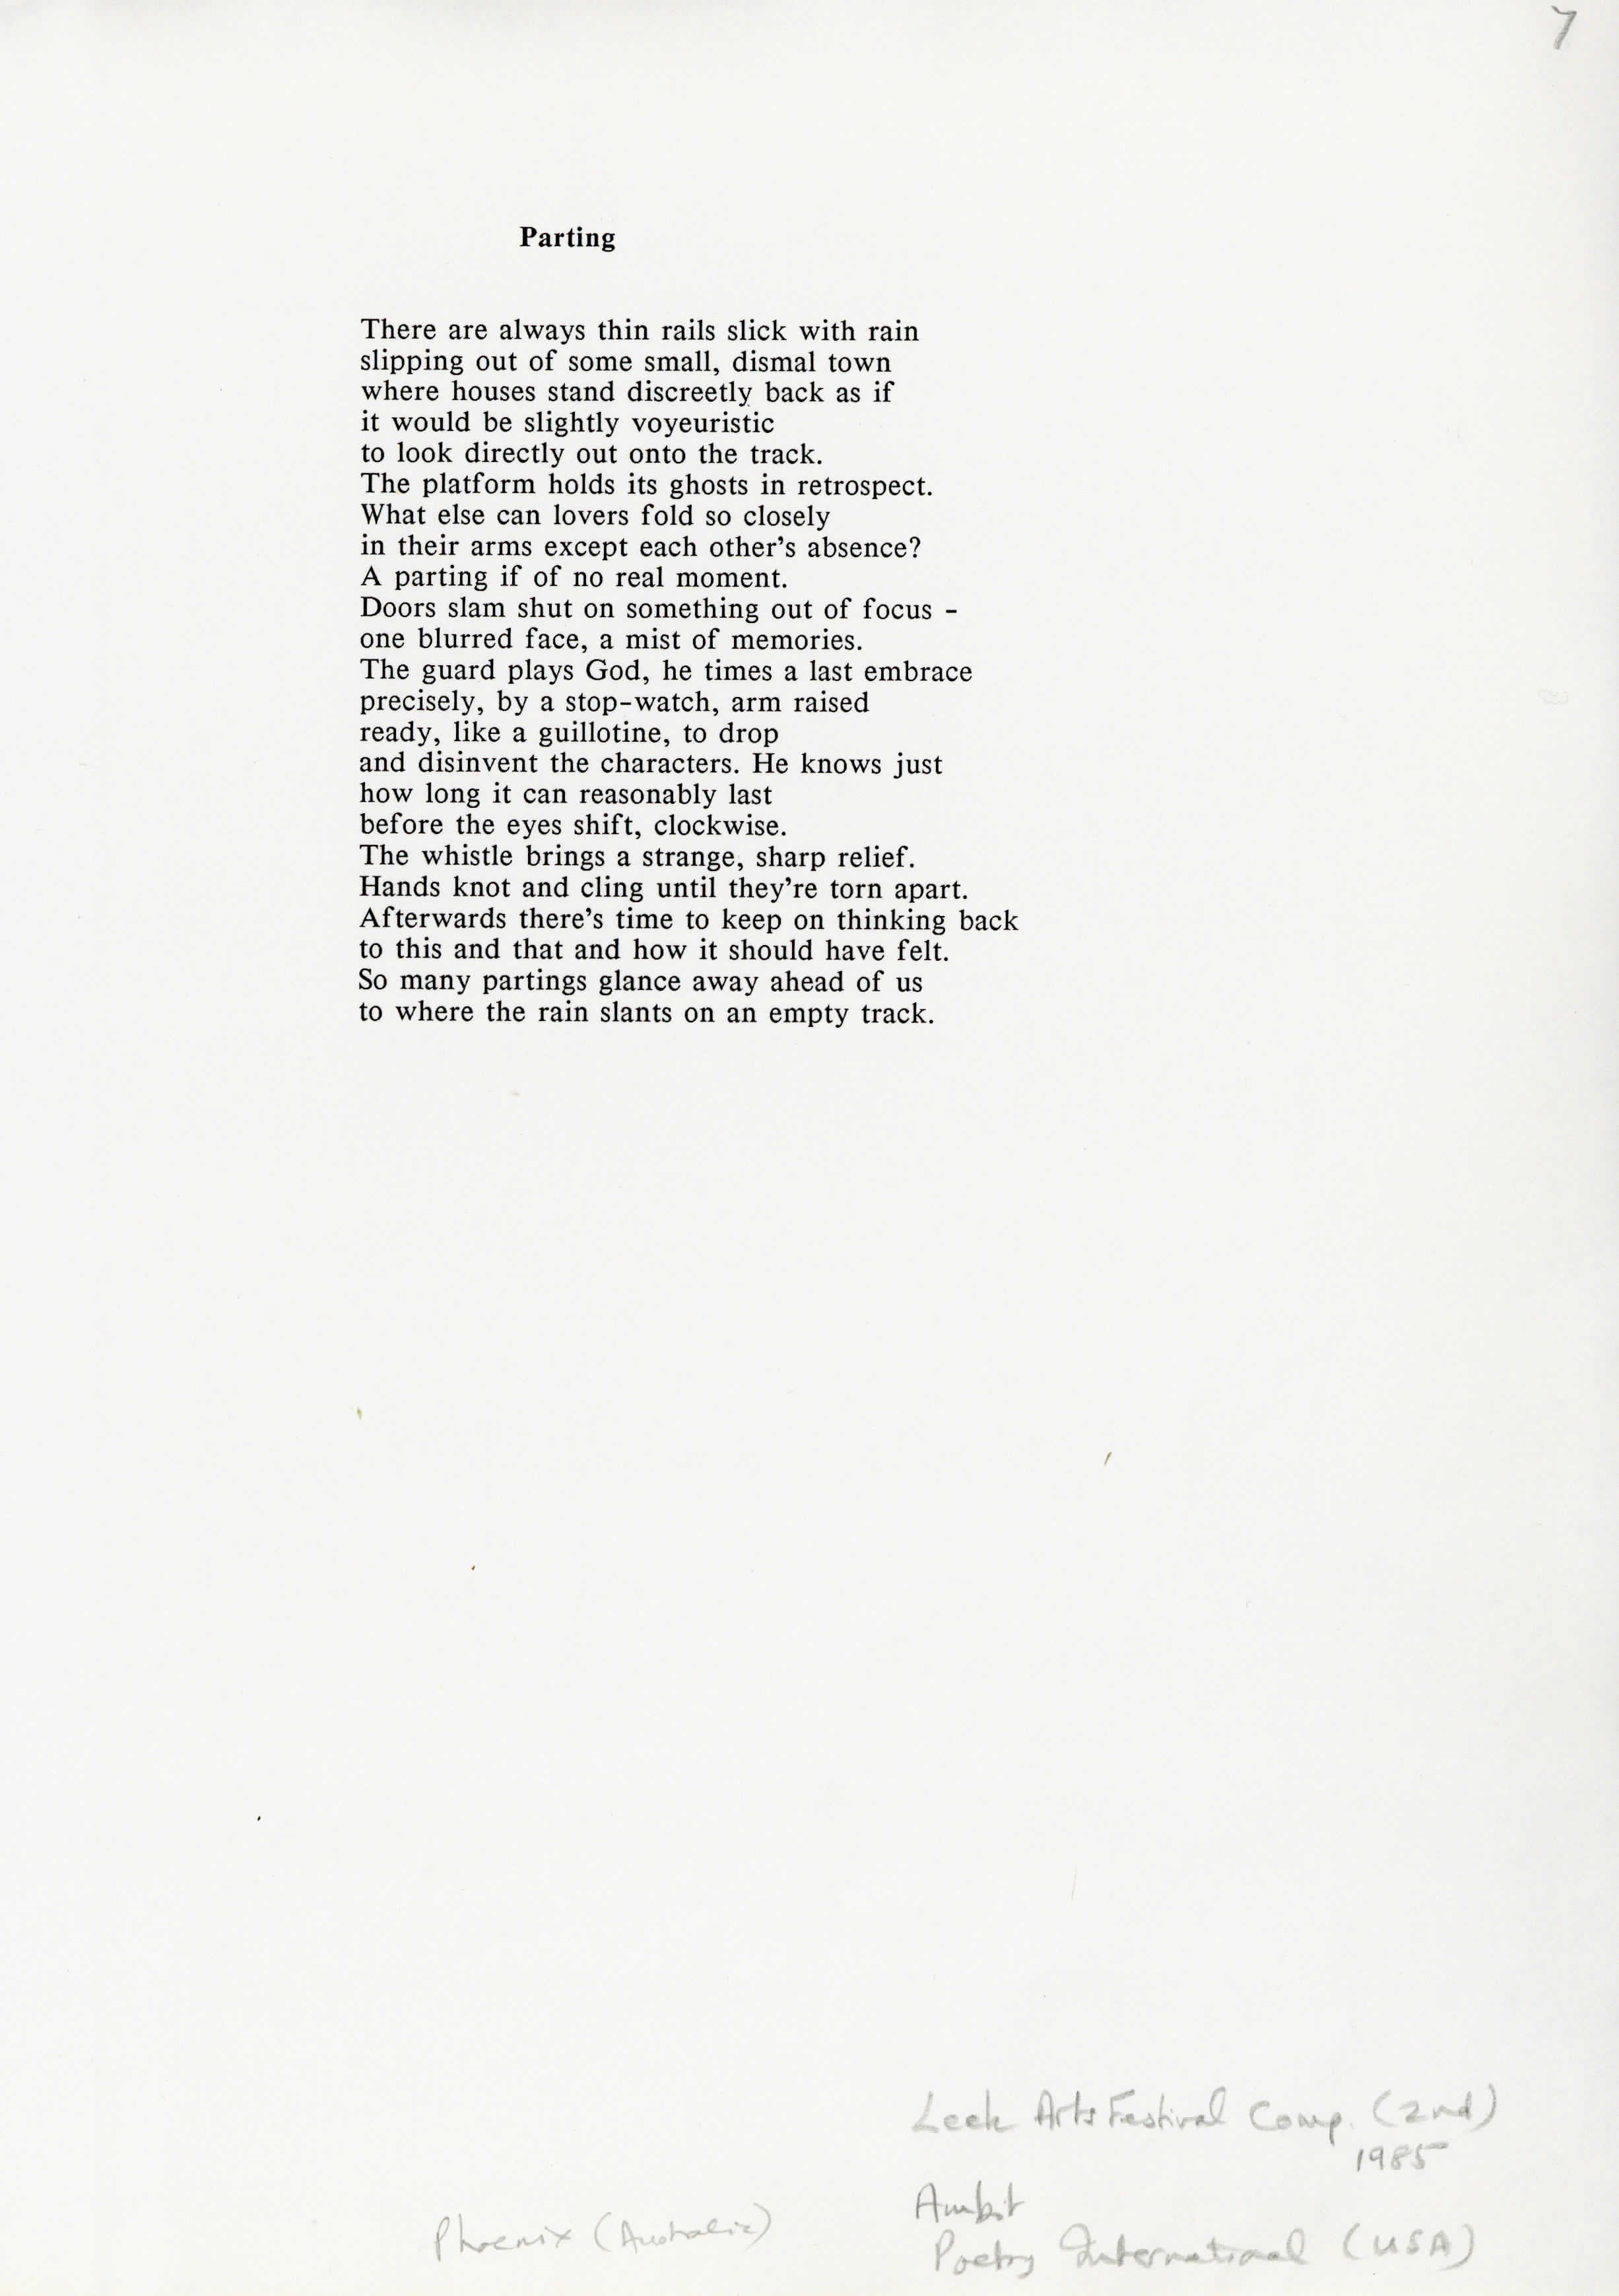 7
Parting
There are always thin rails slick with rain
slipping out of some small, dismal town
where houses stand discreetly back as if
it would be slightly voyeuristic
to look directly out onto the track.
The platform holds its ghosts in retrospect.
What else can lovers fold so closely
in their arms except each other's absence?
A parting if of no real moment.
Doors slam shut on something out of focus -
one blurred face, a mist of memories.
The guard plays God, he times a last embrace
precisely, by a stop-watch, arm raised
ready, like a guillotine, to drop
and disinvent the characters. He knows just
how long it can reasonably last
before the eyes shift, clockwise.
The whistle brings a strange, sharp relief.
Hands knot and cling until they're torn apart.
Afterwards there's time to keep on thinking back
to this and that and how it should have felt.
So many partings glance away ahead of us
to where the rain slants on an empty track.
Leek Arts Festival Comp. (2nd)
1985
Ambit
Phoenix (Australia)
Poetry International (USA)